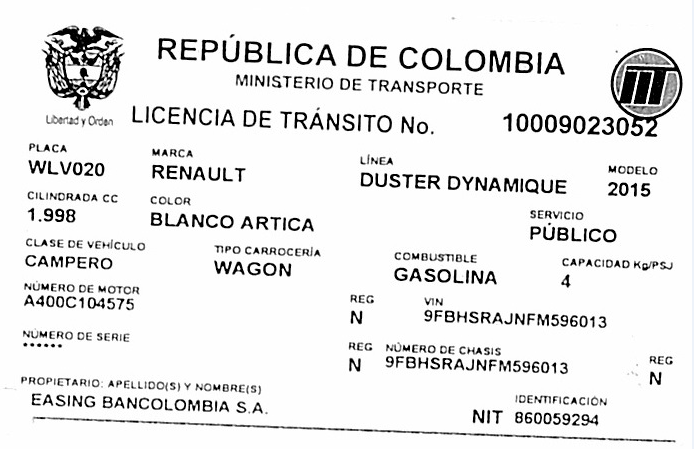 REPÚBLICA DE COLOMBIA
MINISTERIO DE TRANSPORTE
Libertad y Orden
LICENCIA DE TRÁNSITO No. 10009023052
PLACA MARCA LÍNEA MODELO
WLV020 RENAULT DUSTER DYNAMIQUE 2015
CILINDRADA CC COLOR SERVICIO
1.998 BLANCO ARTICA PÚBLICO
CLASE DE VEHÍCULO TIPO CARROCERÍA COMBUSTIBLE CAPACIDAD Kg/PSJ
CAMPERO WAGON GASOLINA 4
NÚMERO DE MOTOR REG VIN
A400C104575 N 9FBHSRAJNFM596013
NÚMERO DE SERIE REG NÚMERO DE CHASIS REG
****** N 9FBHSRAJNFM596013 N
PROPIETARIO: APELLIDO(S) Y NOMBRE(S) IDENTIFICACIÓN
EASING BANCOLOMBIA S.A. NIT 860059294